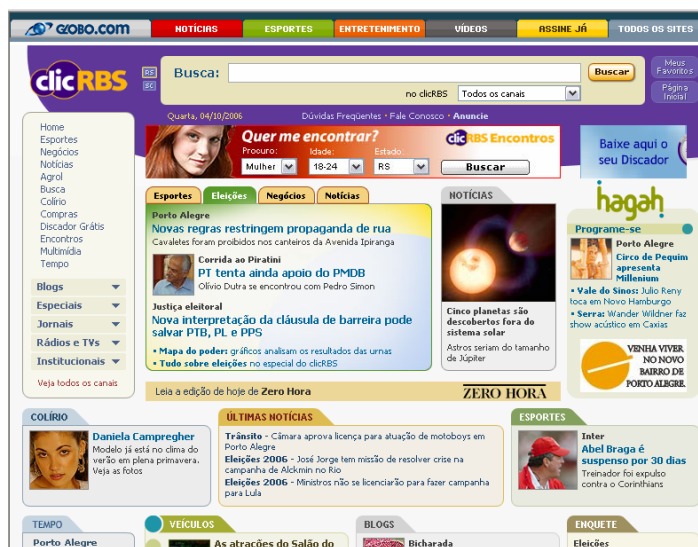 GLOBO.COM
NOTÍCIAS
ESPORTES
ENTRETENIMENTO
VÍDEOS
ASSINE JÁ
TODOS OS SITES
clicRBS
RS
SC
Busca:
Buscar
no clicRBS
Todos os canais
Meus
Favoritos
Página
Inicial
Quarta, 04/10/2006
Dúvidas Freqüentes • Fale Conosco • Anuncie
Home
Esportes
Negócios
Notícias
Agrol
Busca
Colírio
Compras
Discador Grátis
Encontros
Multimídia
Tempo
Blogs
Especiais
Jornais
Rádios e TVs
Institucionais
Veja todos os canais
Quer me encontrar?
clicRBS Encontros
Procuro:
Idade:
Estado:
Mulher
18-24
RS
Buscar
Baixe aqui o
seu Discador
Esportes
Eleições
Negócios
Notícias
Porto Alegre
Novas regras restringem propaganda de rua
Cavaletes foram proibidos nos canteiros da Avenida Ipiranga
Corrida ao Piratini
PT tenta ainda apoio do PMDB
Olívio Dutra se encontrou com Pedro Simon
Justiça eleitoral
Nova interpretação da cláusula de barreira pode
salvar PTB, PL e PPS
• Mapa do poder: gráficos analisam os resultados das urnas
• Tudo sobre eleições no especial do clicRBS
NOTÍCIAS
Cinco planetas são
descobertos fora do
sistema solar
Astros seriam do tamanho
de Júpiter
hagah
Programe-se
Porto Alegre
Circo de Pequim
apresenta
Millenium
• Vale do Sinos: Julio Reny
toca em Novo Hamburgo
• Serra: Wander Wildner faz
show acústico em Caxias
VENHA VIVER
NO NOVO
BAIRRO DE
PORTO ALEGRE.
Leia a edição de hoje de Zero Hora
ZERO HORA
COLÍRIO
Daniela Campregher
Modelo já está no clima do
verão em plena primavera.
Veja as fotos
ÚLTIMAS NOTÍCIAS
Trânsito - Câmara aprova licença para atuação de motoboys em
Porto Alegre
Eleições 2006 - José Jorge tem missão de resolver crise na
campanha de Alckmin no Rio
Eleições 2006 - Ministros não se licenciarão para fazer campanha
para Lula
ESPORTES
Inter
Abel Braga é
suspenso por 30 dias
Treinador foi expulso
contra o Corinthians
TEMPO
Porto Alegre
VEÍCULOS
As atrações do Salão do
BLOGS
Bicharada
ENQUETE
Eleições